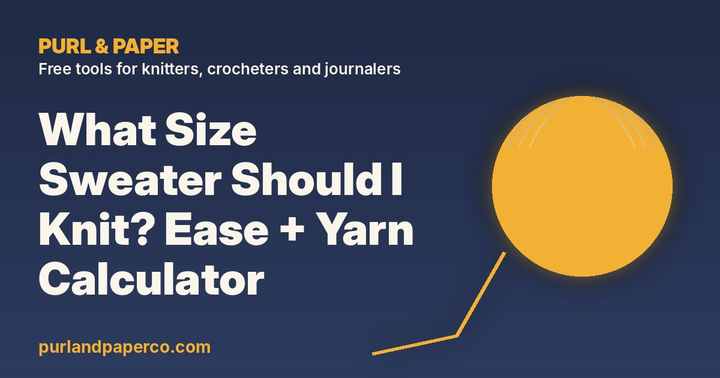 PURL & PAPER
Free tools for knitters, crocheters and journalers
What Size
Sweater Should I
Knit? Ease + Yarn
Calculator
purlandpaperco.com